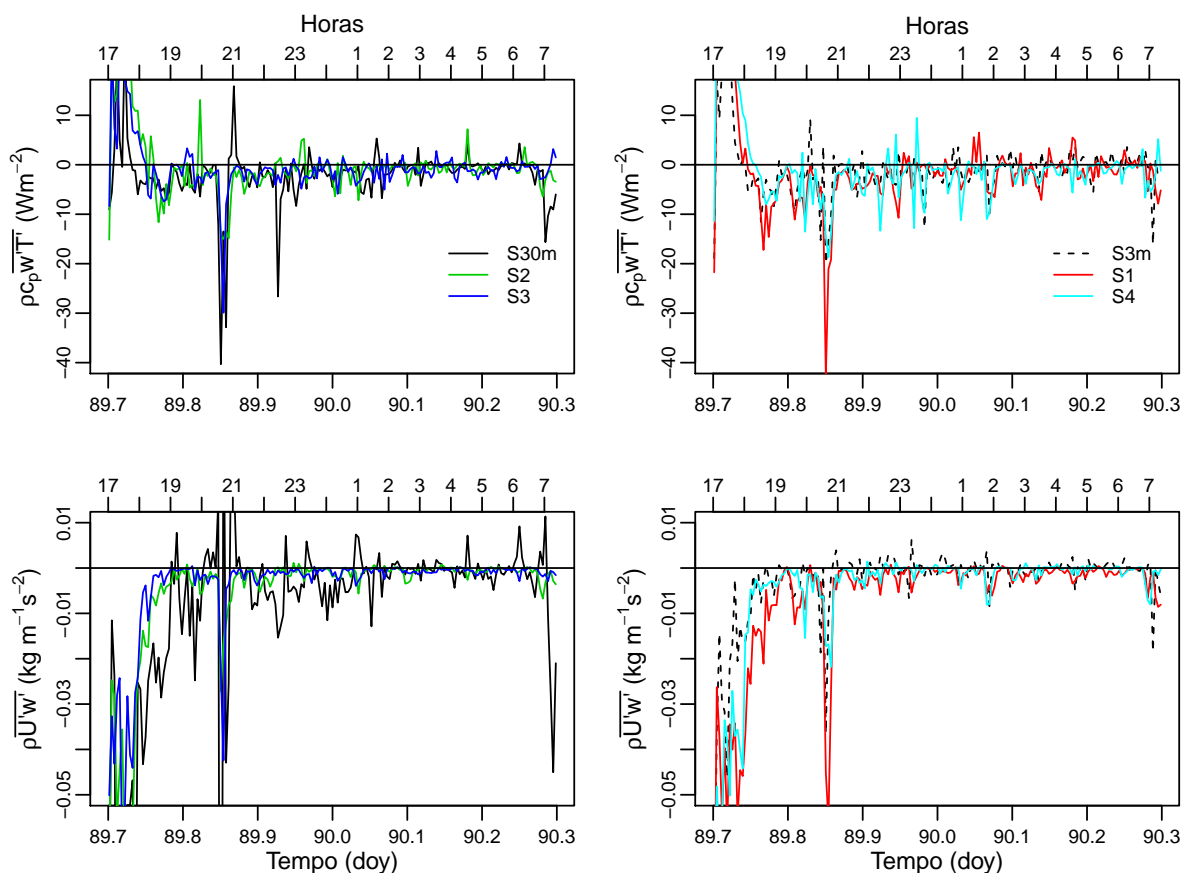 Horas
17 19 21 23 1 2 3 4 5 6 7
10
0
−10
−20
−30
−40
ρcpw'T' (Wm−2)
S30m
S2
S3
89.7 89.8 89.9 90.0 90.1 90.2 90.3
Horas
17 19 21 23 1 2 3 4 5 6 7
10
0
−10
−20
−30
−40
ρcpw'T' (Wm−2)
S3m
S1
S4
89.7 89.8 89.9 90.0 90.1 90.2 90.3
17 19 21 23 1 2 3 4 5 6 7
0.01
−0.01
−0.03
−0.05
ρU'w' (kg m−1s−2)
89.7 89.8 89.9 90.0 90.1 90.2 90.3
Tempo (doy)
17 19 21 23 1 2 3 4 5 6 7
0.01
−0.01
−0.03
−0.05
ρU'w' (kg m−1s−2)
89.7 89.8 89.9 90.0 90.1 90.2 90.3
Tempo (doy)